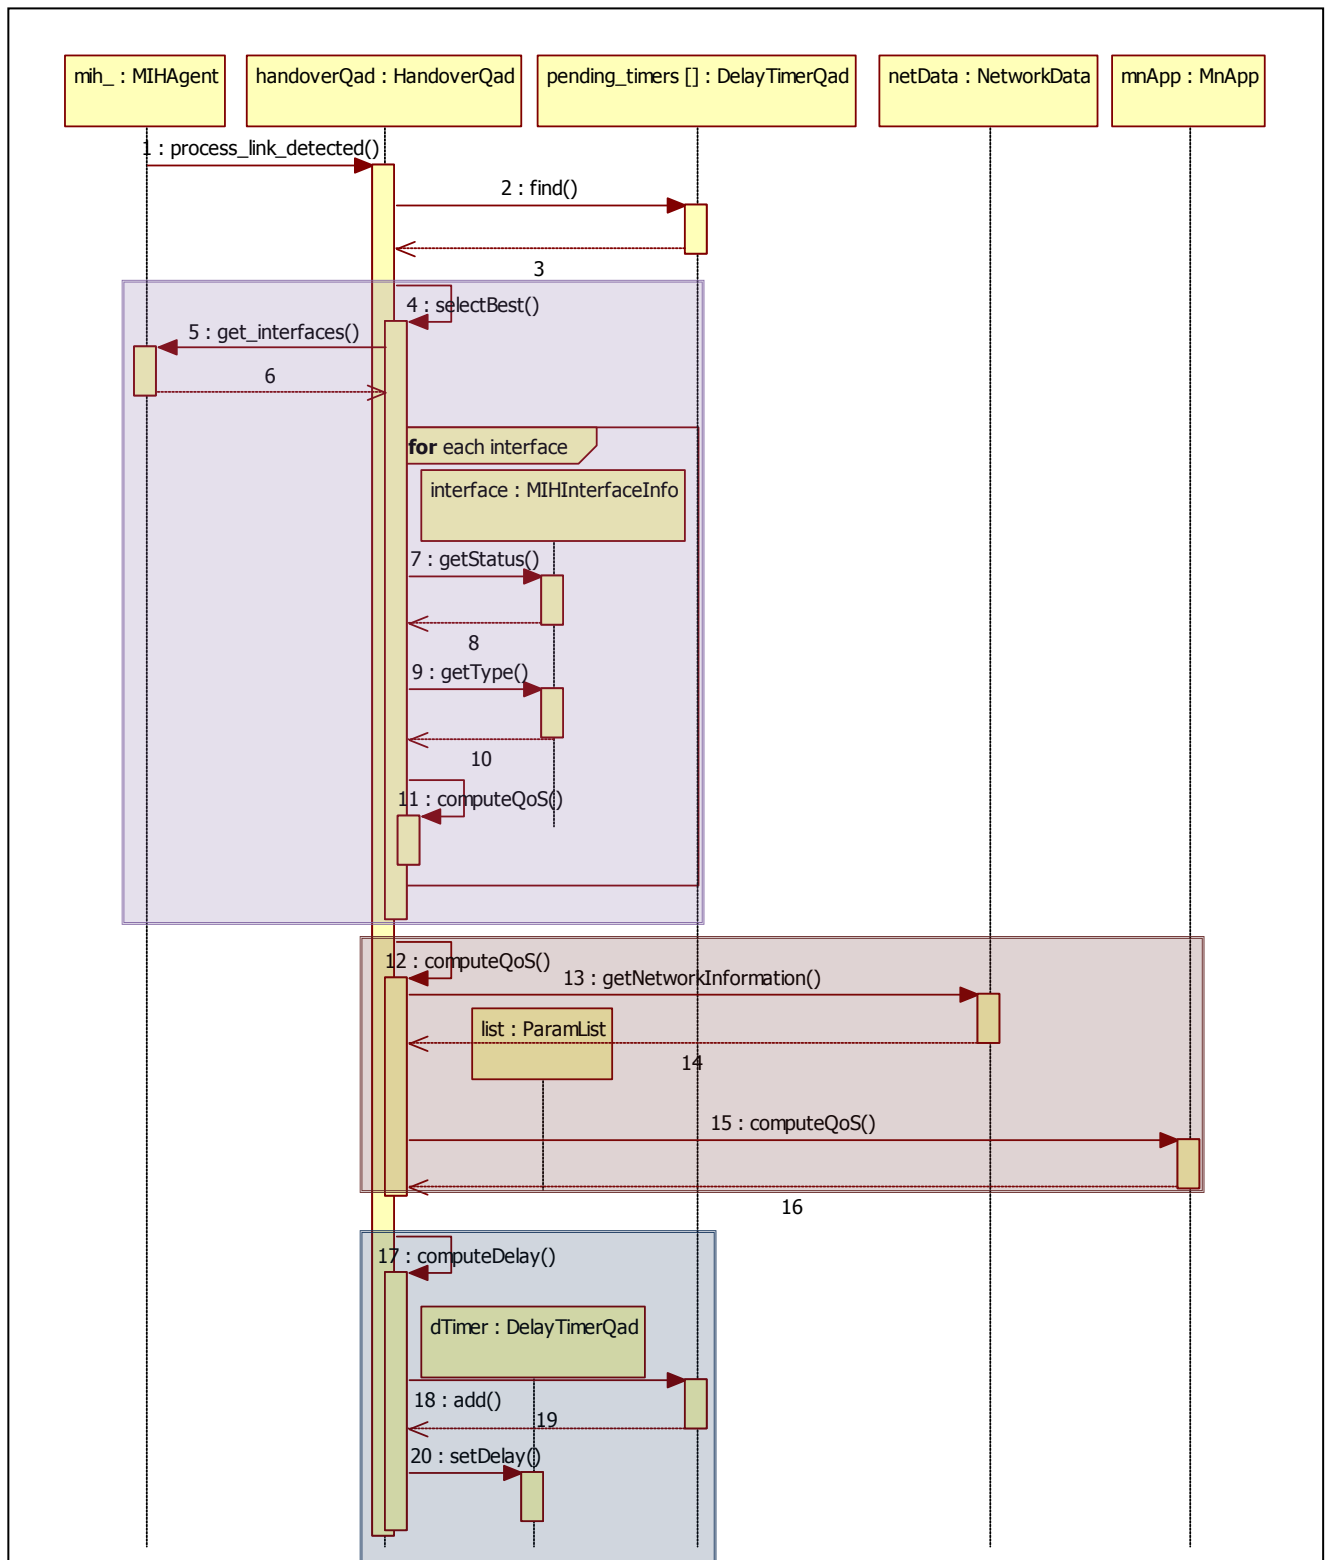 mih_ : MIHAgent
handoverQad : HandoverQad
pending_timers [] : DelayTimerQad
netData : NetworkData
mnApp : MnApp
1 : process_link_detected()
2 : find()
3
4 : selectBest()
5 : get_interfaces()
6
for each interface
interface : MIHInterfaceInfo
7 : getStatus()
8
9 : getType()
10
11 : computeQoS()
12 : computeQoS()
13 : getNetworkInformation()
list : ParamList
14
15 : computeQoS()
16
17 : computeDelay()
dTimer : DelayTimerQad
18 : add()
19
20 : setDelay()